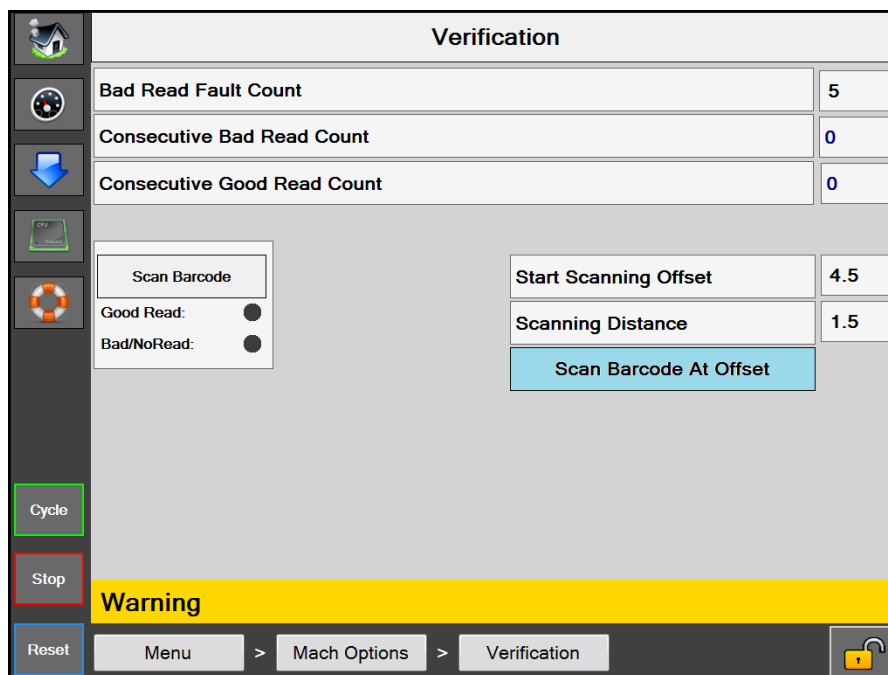 Verification
Bad Read Fault Count 5
Consecutive Bad Read Count 0
Consecutive Good Read Count 0
CPU
Scan Barcode
Good Read:
Bad/NoRead:
Start Scanning Offset 4.5
Scanning Distance 1.5
Scan Barcode At Offset
Cycle
Stop
Reset
Warning
Menu > Mach Options > Verification